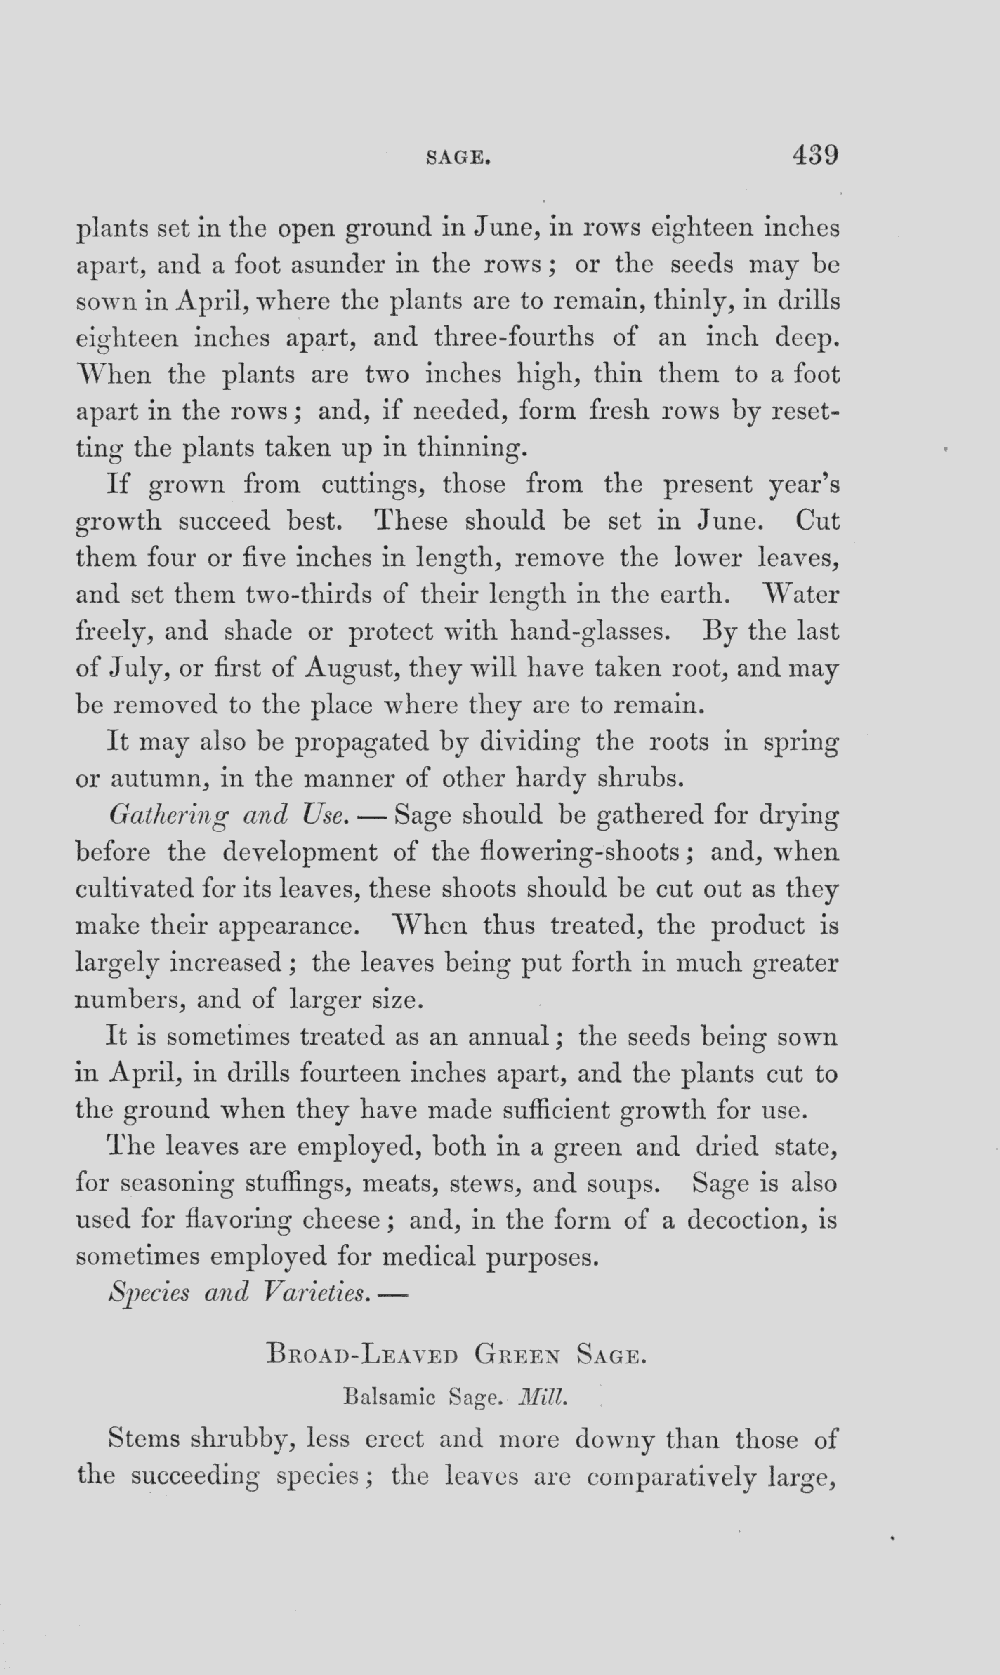 SAGE. 439
plants set in the open ground in June, in rows eighteen inches
apart, and a foot asunder in the rows; or the seeds may be
sown in April, where the plants are to remain, thinly, in drills
eighteen inches apart, and three-fourths of an inch deep.
When the plants are two inches high, thin them to a foot
apart in the rows; and, if needed, form fresh rows by reset-
ting the plants taken up in thinning.
If grown from cuttings, those from the present year's
growth succeed best. These should be set in June. Cut
them four or five inches in length, remove the lower leaves,
and set them two-thirds of their length in the earth. Water
freely, and shade or protect with hand-glasses. By the last
of July, or first of August, they will have taken root, and may
be removed to the place where they are to remain.
It may also be propagated by dividing the roots in spring
or autumn, in the manner of other hardy shrubs.
Gathering and Use. — Sage should be gathered for drying
before the development of the flowering-shoots; and, when
cultivated for its leaves, these shoots should be cut out as they
make their appearance. When thus treated, the product is
largely increased; the leaves being put forth in much greater
numbers, and of larger size.
It is sometimes treated as an annual; the seeds being sown
in April, in drills fourteen inches apart, and the plants cut to
the ground when they have made sufficient growth for use.
The leaves are employed, both in a green and dried state,
for seasoning stuffings, meats, stews, and soups. Sage is also
used for flavoring cheese; and, in the form of a decoction, is
sometimes employed for medical purposes.
Species and Varieties. —
BROAD-LEAVED GREEN SAGE.
Balsamic Sage. Mill.
Stems shrubby, less erect and more downy than those of
the succeeding species; the leaves are comparatively large,